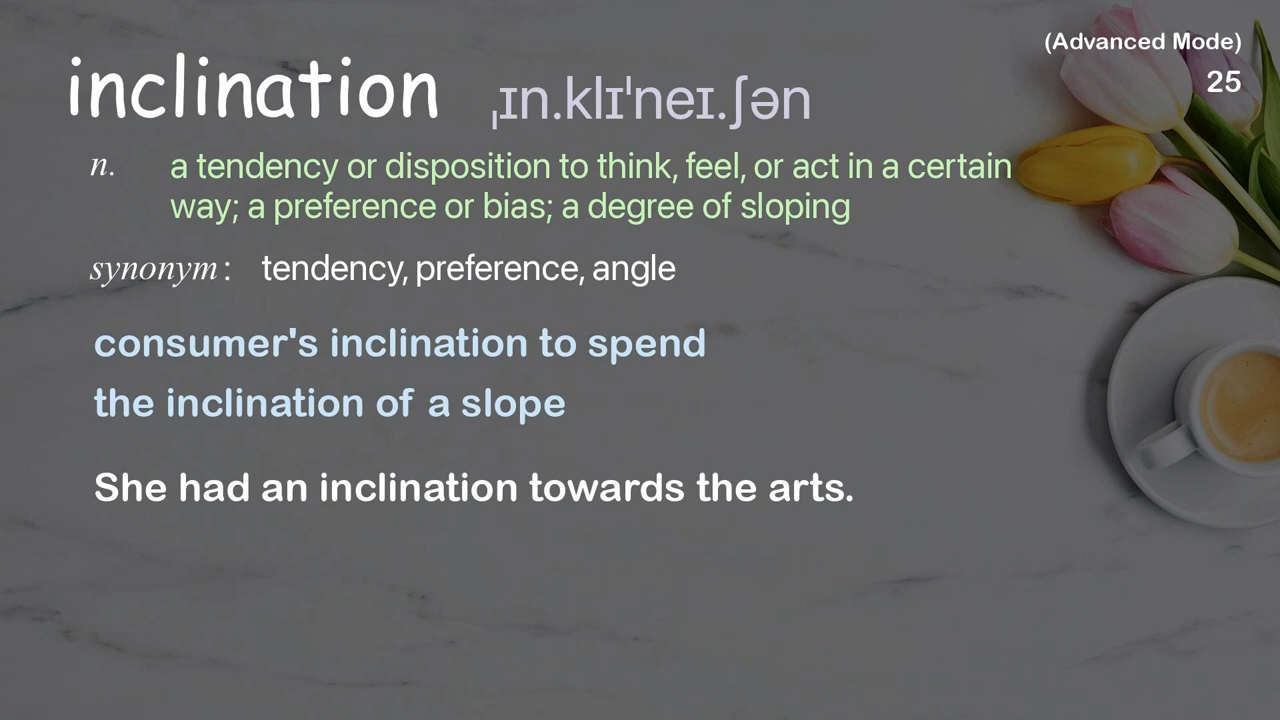 (Advanced Mode)
25
inclination ˌɪn.klɪˈneɪ.ʃən
n. a tendency or disposition to think, feel, or act in a certain
way; a preference or bias; a degree of sloping
synonym : tendency, preference, angle
consumer's inclination to spend
the inclination of a slope
She had an inclination towards the arts.